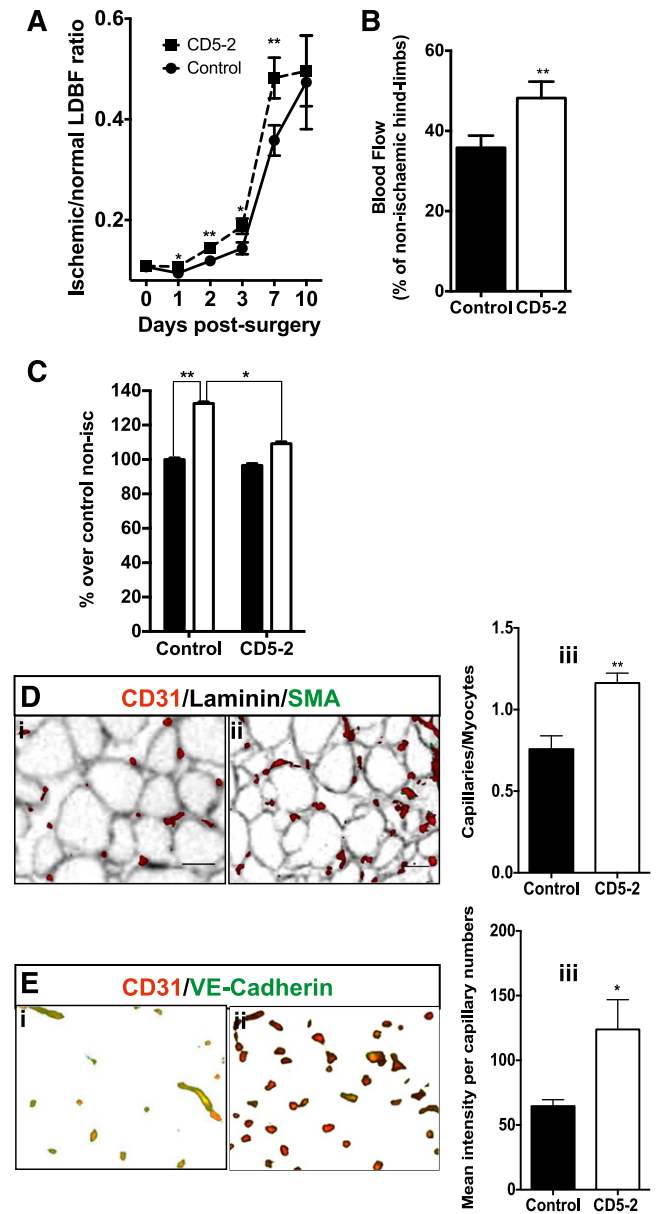 A
CD5-2
Control
Ischemic/normal LDBF ratio
0.6
0.4
0.2
*
**
*
**
0 1 2 3 7 10
Days post-surgery
B
Blood Flow
(% of non-ischaemic hind-limbs)
60
40
20
0
**
Control CD5-2
C
% over control non-isc
140
120
100
80
60
40
20
0
** *
Control CD5-2
D
CD31/Laminin/SMA
i ii
iii
Capillaries/Myocytes
1.5
1.0
0.5
0.0
**
Control CD5-2
E
CD31/VE-Cadherin
i ii
iii
Mean intensity per capillary numbers
200
150
100
50
0
*
Control CD5-2